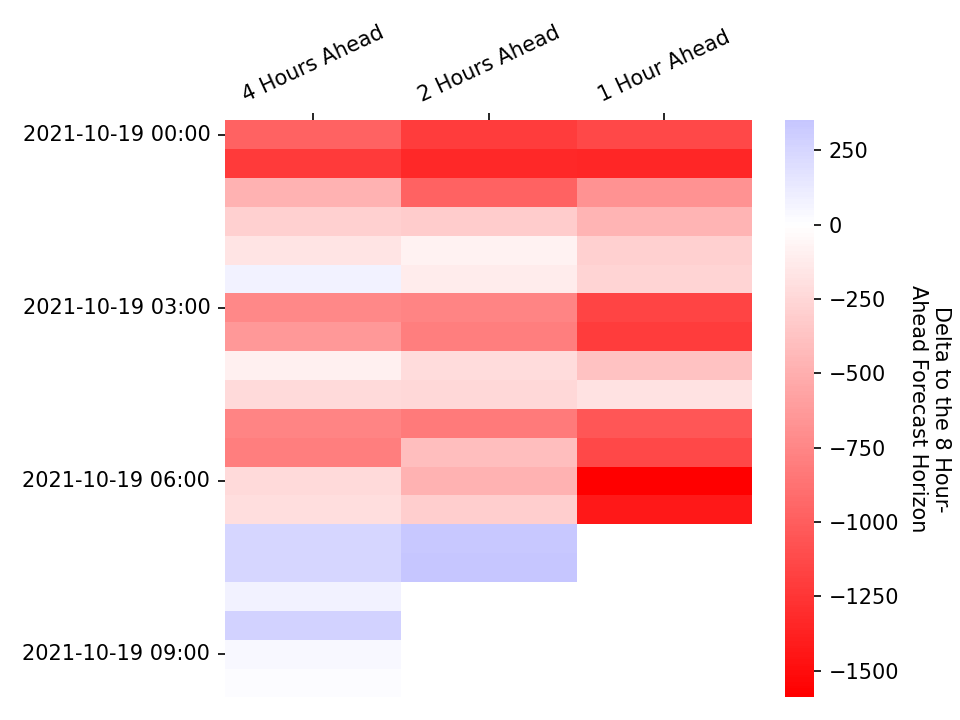 4 Hours Ahead
2 Hours Ahead
1 Hour Ahead
2021-10-19 00:00
2021-10-19 03:00
2021-10-19 06:00
2021-10-19 09:00
250
0
−250
−500
−750
−1000
−1250
−1500
Delta to the 8 Hour-
Ahead Forecast Horizon